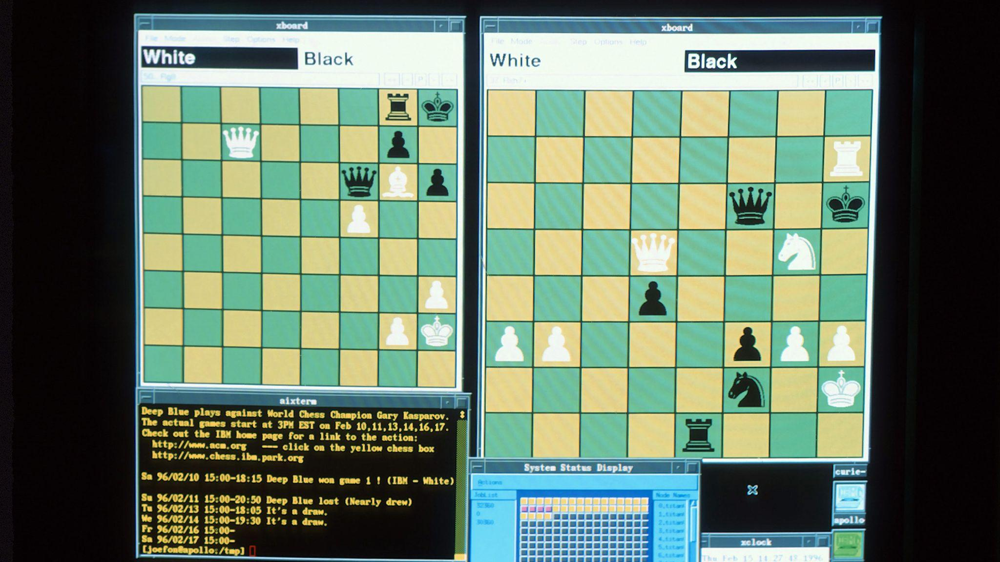 xboard
File Mode Step Options Help
White Black
50... Rg8
<< < P > >>
xboard
File Mode Step Options Help
White Black
37. Rxh7+
<< < P > >>
aixterm
Deep Blue plays against World Chess Champion Gary Kasparov.
The actual games start at 3PM EST on Feb 10,11,13,14,16,17.
Check out the IBM home page for a link to the action:
http://www.acm.org --- click on the yellow chess box
http://www.chess.ibm.park.org
Sa 96/02/10 15:00-18:15 Deep Blue won game 1 ! (IBM - White)
Su 96/02/11 15:00-20:50 Deep Blue lost (Nearly drew)
Tu 96/02/13 15:00-18:05 It's a draw.
We 96/02/14 15:00-19:30 It's a draw.
Fr 96/02/16 15:00-
Sa 96/02/17 15:00-
[joefon@apollo:/tmp]
System Status Display
Actions
JobList
0
30360
Node Names
0.titan
1.titan
2.titan
3.titan
4.titan
5.titan
6.titan
curie-
apollo
xclock
Thu Feb 15 14:27:48 1996